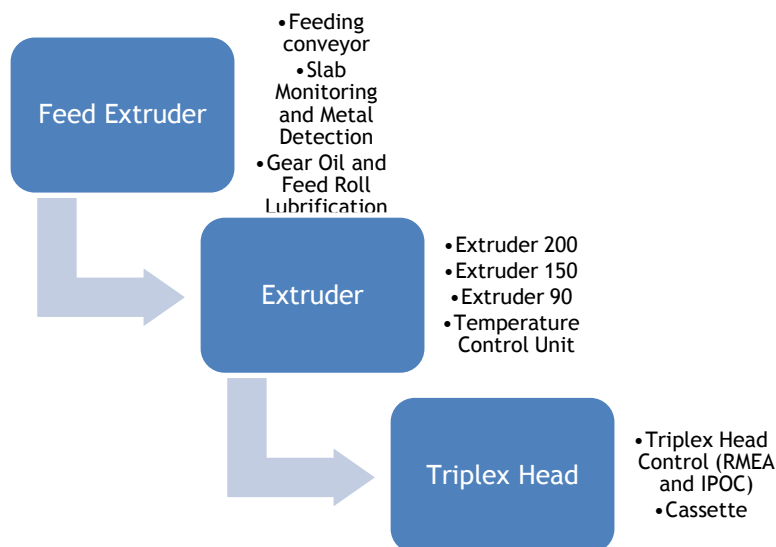 Feed Extruder
•Feeding
conveyor
•Slab
Monitoring
and Metal
Detection
•Gear Oil and
Feed Roll
Lubrification
Extruder
•Extruder 200
•Extruder 150
•Extruder 90
•Temperature
Control Unit
Triplex Head
•Triplex Head
Control (RMEA
and IPOC)
•Cassette